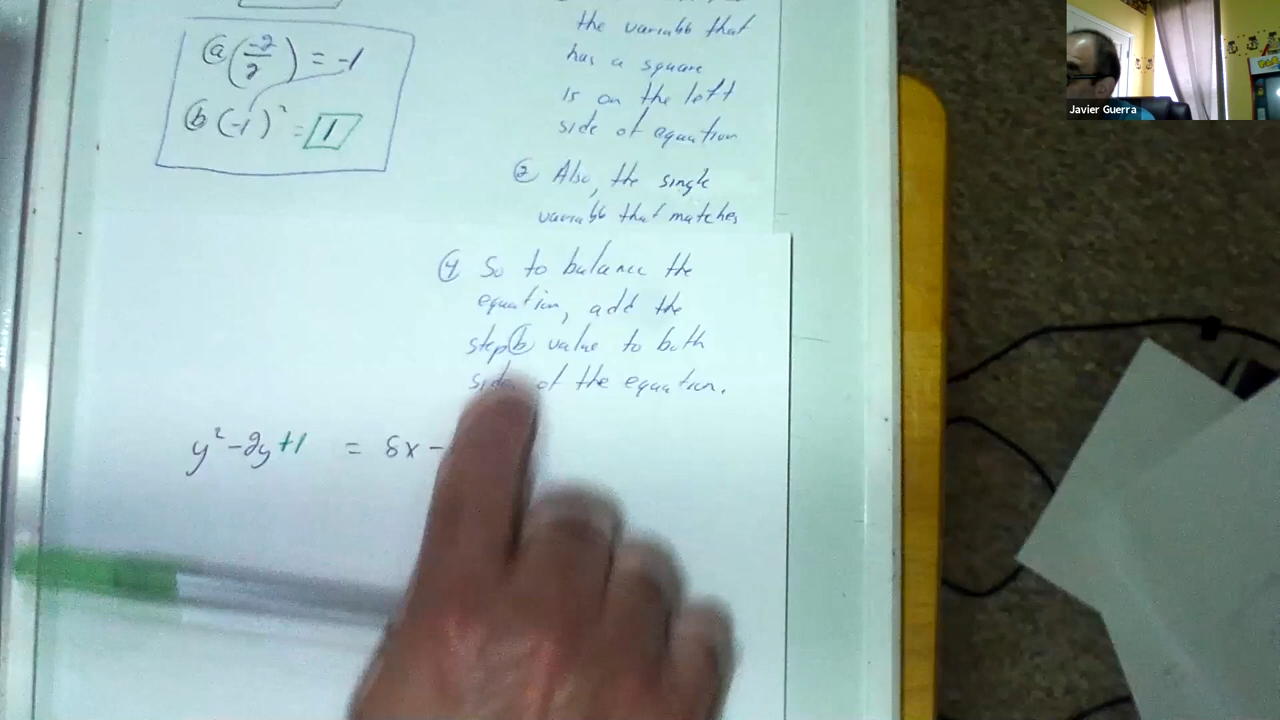 ⓐ (-2/2) = -1
ⓑ (-1)² = 1
the variable that
has a square
is on the left
side of equation
② Also, the single
variable that matches
④ So to balance the
equation, add the
step ⓑ value to both
side of the equation.
y² - 2y + 1 = 8x -
Javier Guerra